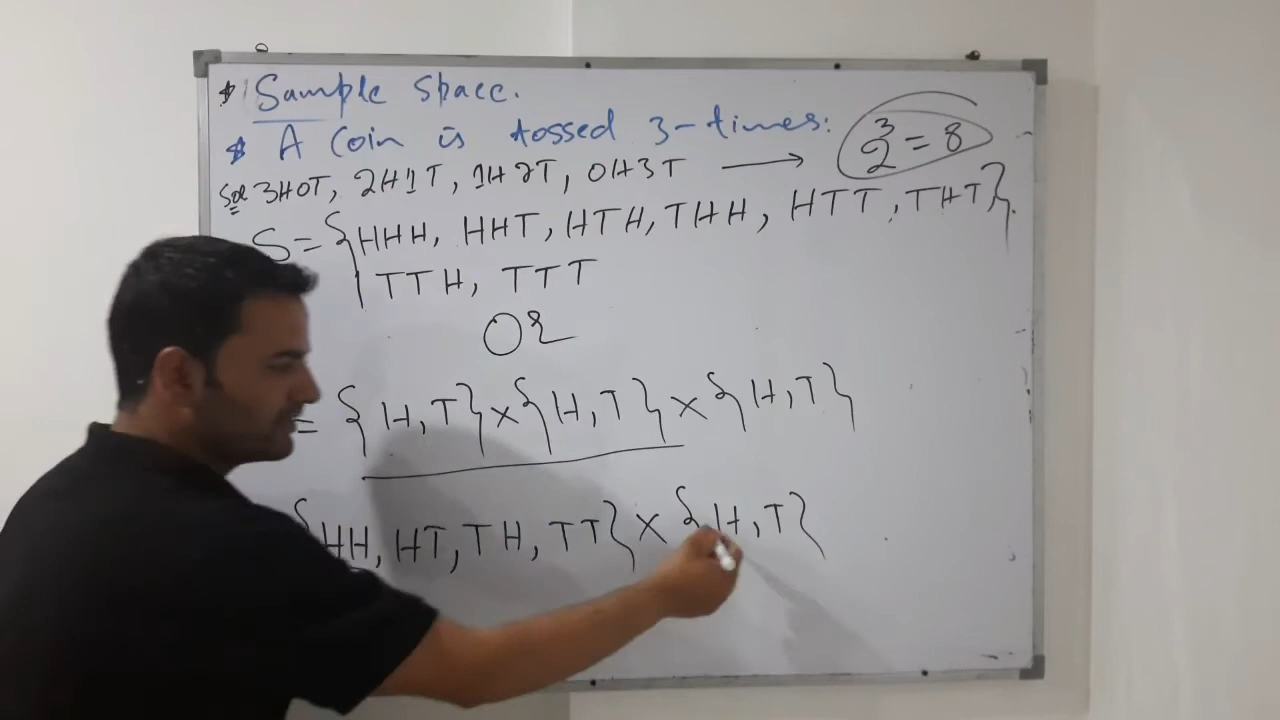 * Sample space.
* A Coin is tossed 3-times:
Sol 3H0T, 2H1T, 1H2T, 0H3T → 2³ = 8
S = {HHH, HHT, HTH, THH, HTT, THT}.
TTH, TTT
Or
= {H,T} × {H,T} × {H,T}
{HH, HT, TH, TT} × {H,T}